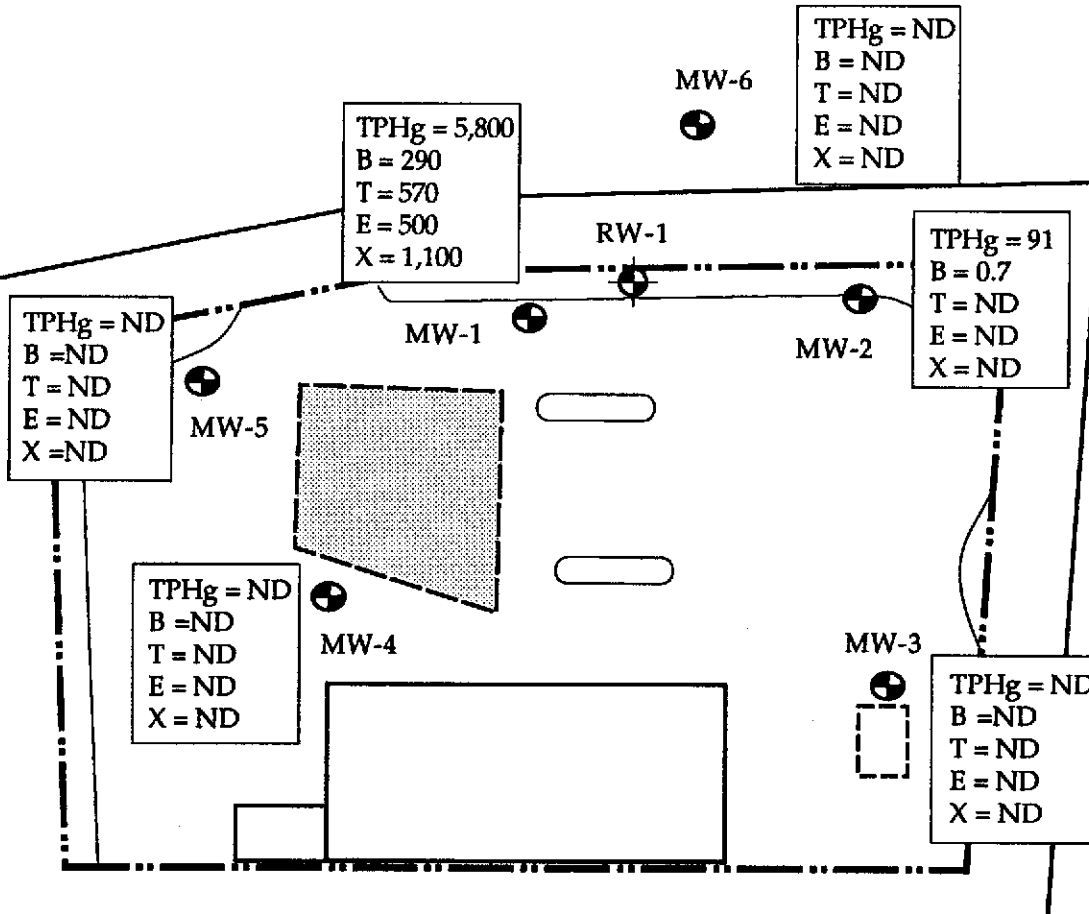 TPHg = ND
B = ND
T = ND
E = ND
X = ND
MW-6
TPHg = 5,800
B = 290
T = 570
E = 500
X = 1,100
RW-1
TPHg = 91
B = 0.7
T = ND
E = ND
X = ND
MW-1
MW-2
TPHg = ND
B =ND
T = ND
E = ND
X =ND
MW-5
TPHg = ND
B =ND
T = ND
E = ND
X = ND
MW-4
MW-3
TPHg = ND
B =ND
T = ND
E = ND
X = ND